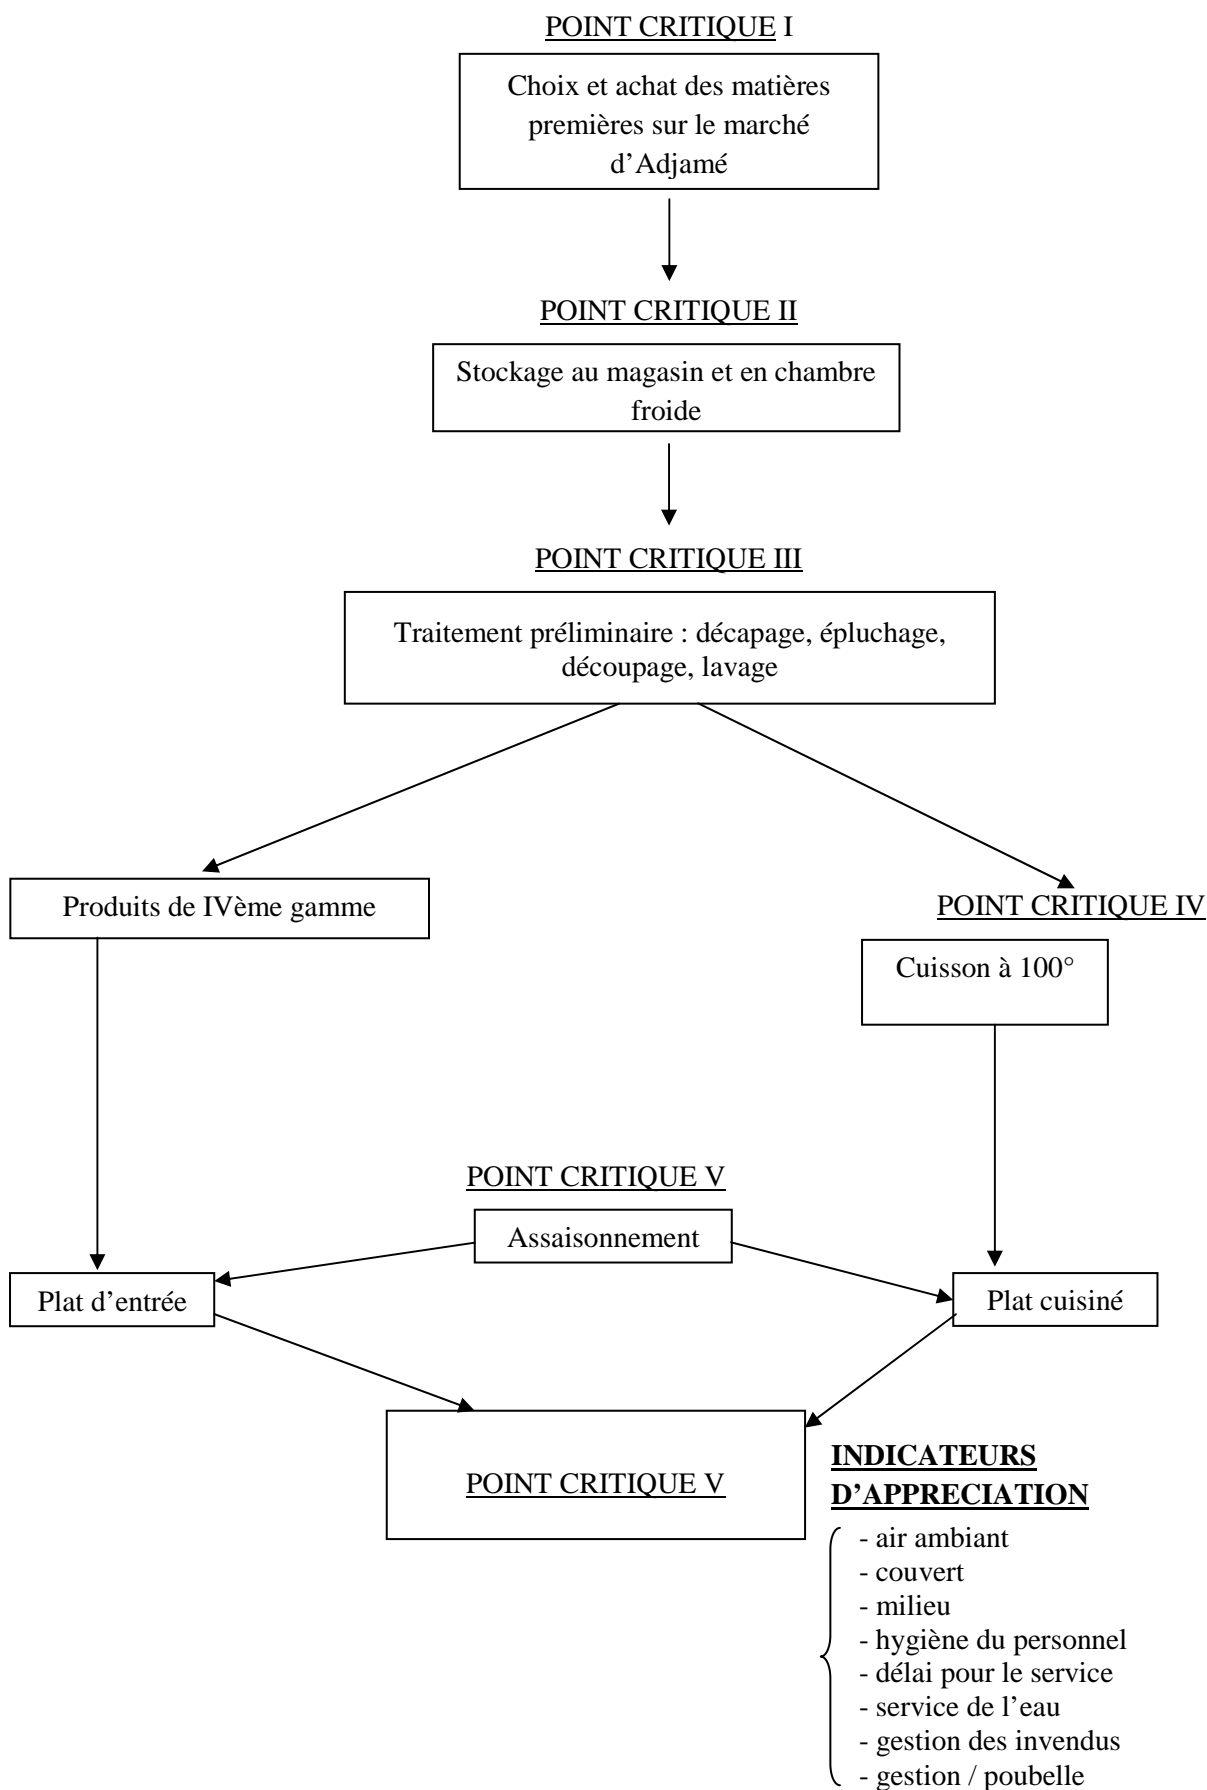 POINT CRITIQUE I
Choix et achat des matières
premières sur le marché
d’Adjamé
POINT CRITIQUE II
Stockage au magasin et en chambre
froide
POINT CRITIQUE III
Traitement préliminaire : décapage, épluchage,
découpage, lavage
Produits de IVème gamme
POINT CRITIQUE IV
Cuisson à 100°
POINT CRITIQUE V
Assaisonnement
Plat d’entrée
Plat cuisiné
POINT CRITIQUE V
INDICATEURS
D’APPRECIATION
- air ambiant
- couvert
- milieu
- hygiène du personnel
- délai pour le service
- service de l’eau
- gestion des invendus
- gestion / poubelle